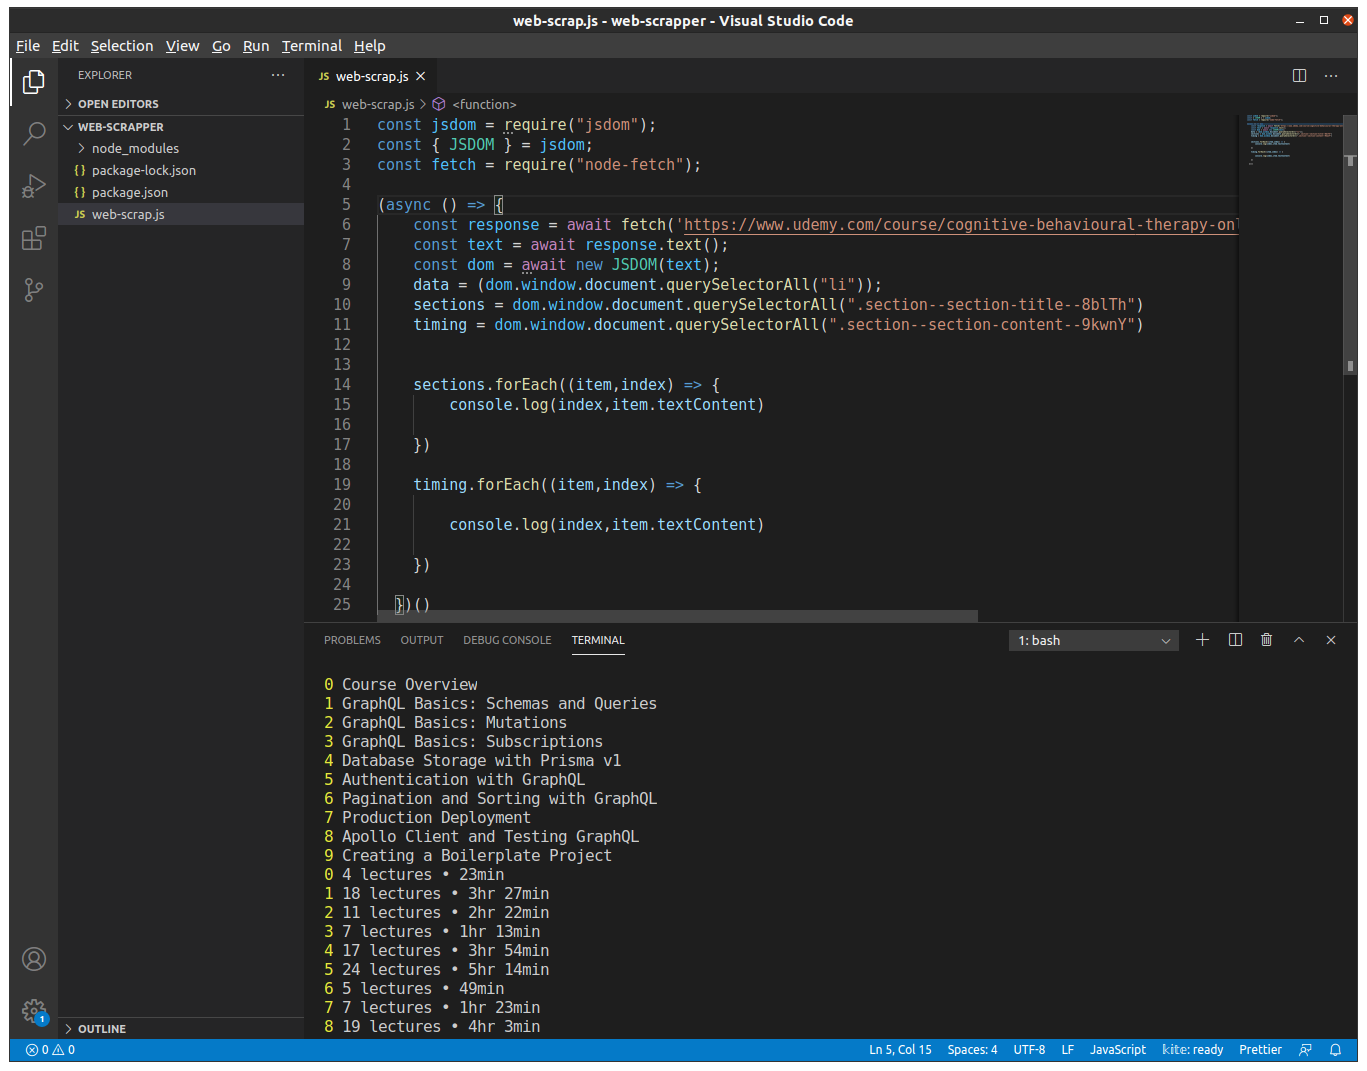 web-scrap.js - web-scrapper - Visual Studio Code
File Edit Selection View Go Run Terminal Help
EXPLORER
OPEN EDITORS
WEB-SCRAPPER
node_modules
{} package-lock.json
{} package.json
JS web-scrap.js
OUTLINE
1
JS web-scrap.js
JS web-scrap.js > <function>
1 const jsdom = require("jsdom");
2 const { JSDOM } = jsdom;
3 const fetch = require("node-fetch");
4
5 (async () => {
6 const response = await fetch('https://www.udemy.com/course/cognitive-behavioural-therapy-onl
7 const text = await response.text();
8 const dom = await new JSDOM(text);
9 data = (dom.window.document.querySelectorAll("li"));
10 sections = dom.window.document.querySelectorAll(".section--section-title--8blTh")
11 timing = dom.window.document.querySelectorAll(".section--section-content--9kwnY")
12
13
14 sections.forEach((item,index) => {
15 console.log(index,item.textContent)
16
17 })
18
19 timing.forEach((item,index) => {
20
21 console.log(index,item.textContent)
22
23 })
24
25 })()
PROBLEMS OUTPUT DEBUG CONSOLE TERMINAL 1: bash
0 Course Overview
1 GraphQL Basics: Schemas and Queries
2 GraphQL Basics: Mutations
3 GraphQL Basics: Subscriptions
4 Database Storage with Prisma v1
5 Authentication with GraphQL
6 Pagination and Sorting with GraphQL
7 Production Deployment
8 Apollo Client and Testing GraphQL
9 Creating a Boilerplate Project
0 4 lectures • 23min
1 18 lectures • 3hr 27min
2 11 lectures • 2hr 22min
3 7 lectures • 1hr 13min
4 17 lectures • 3hr 54min
5 24 lectures • 5hr 14min
6 5 lectures • 49min
7 7 lectures • 1hr 23min
8 19 lectures • 4hr 3min
0 0 Ln 5, Col 15 Spaces: 4 UTF-8 LF JavaScript kite: ready Prettier